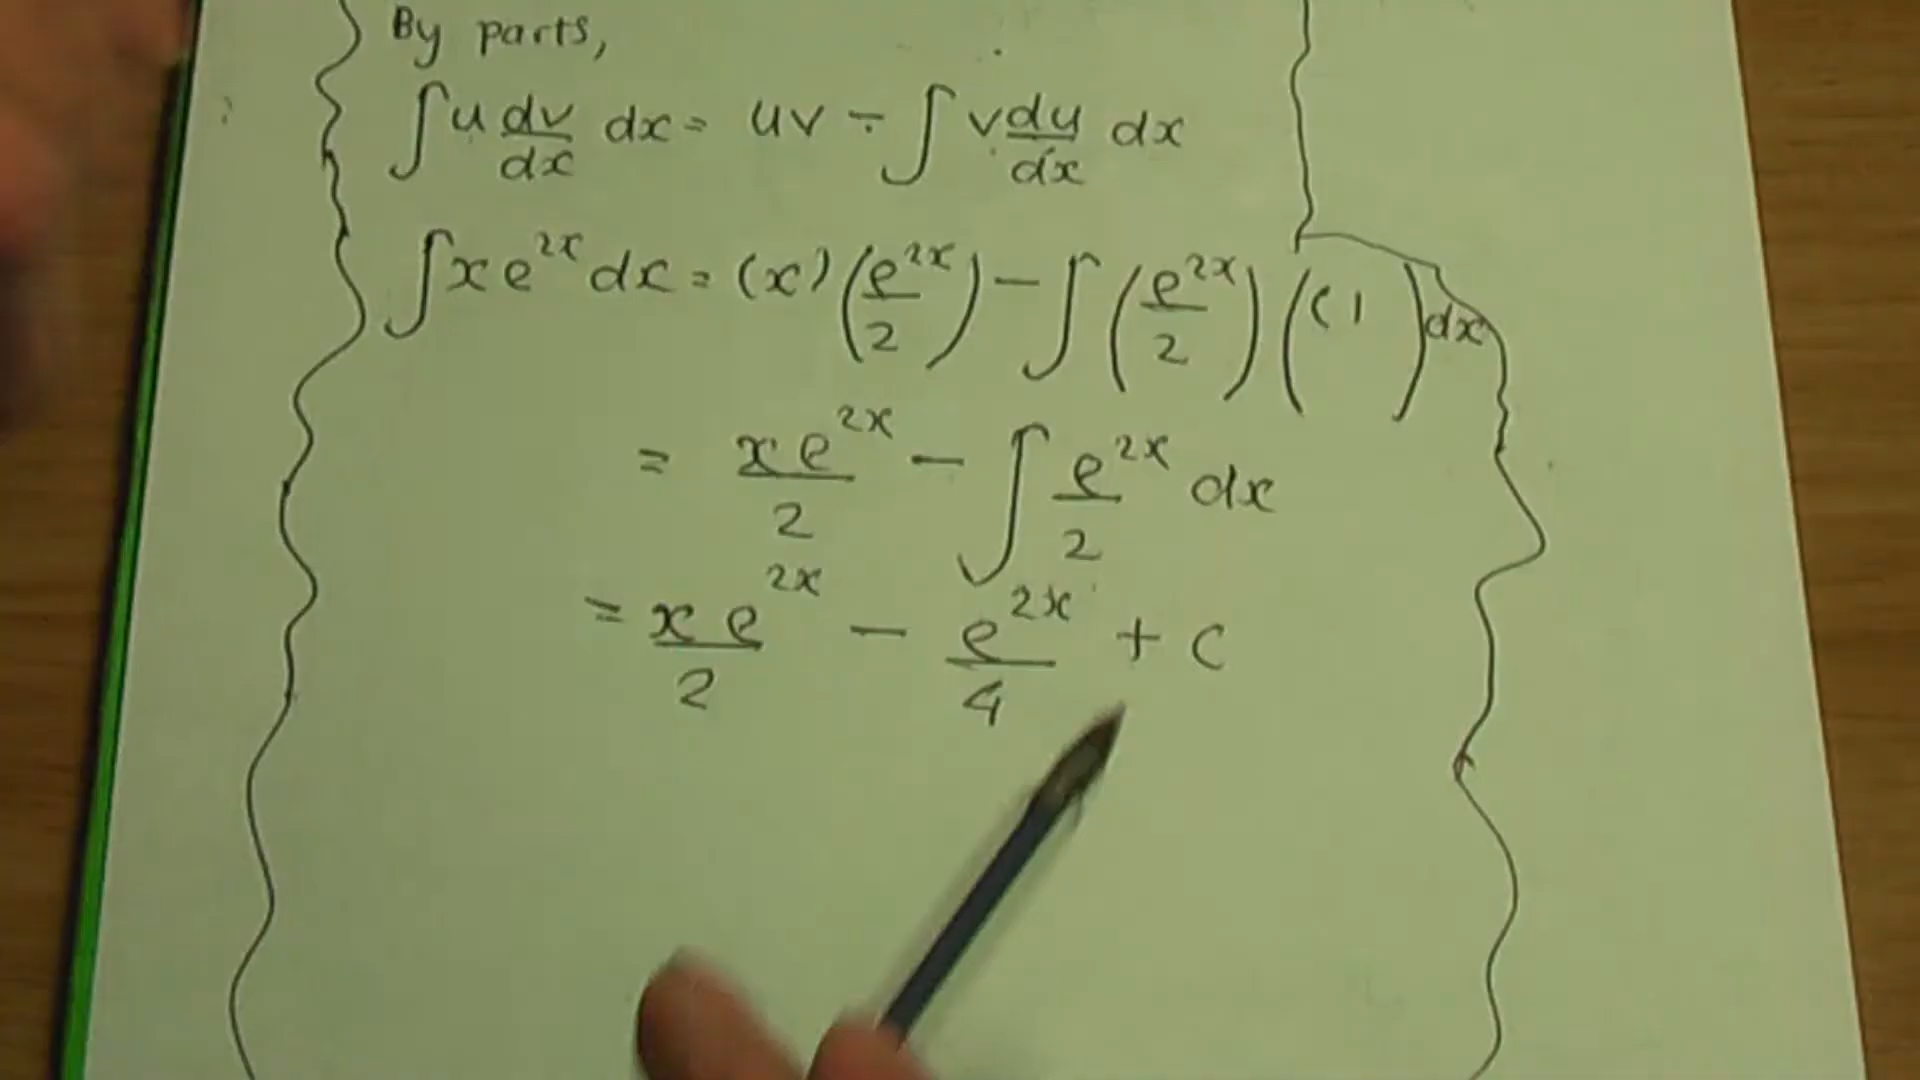 By parts,
∫ u dv/dx dx = uv − ∫ v du/dx dx
∫ x e^2x dx = (x) (e^2x/2) − ∫ (e^2x/2) ((1 ) dx
= xe^2x/2 − ∫ e^2x/2 dx
= xe^2x/2 − e^2x/4 + c